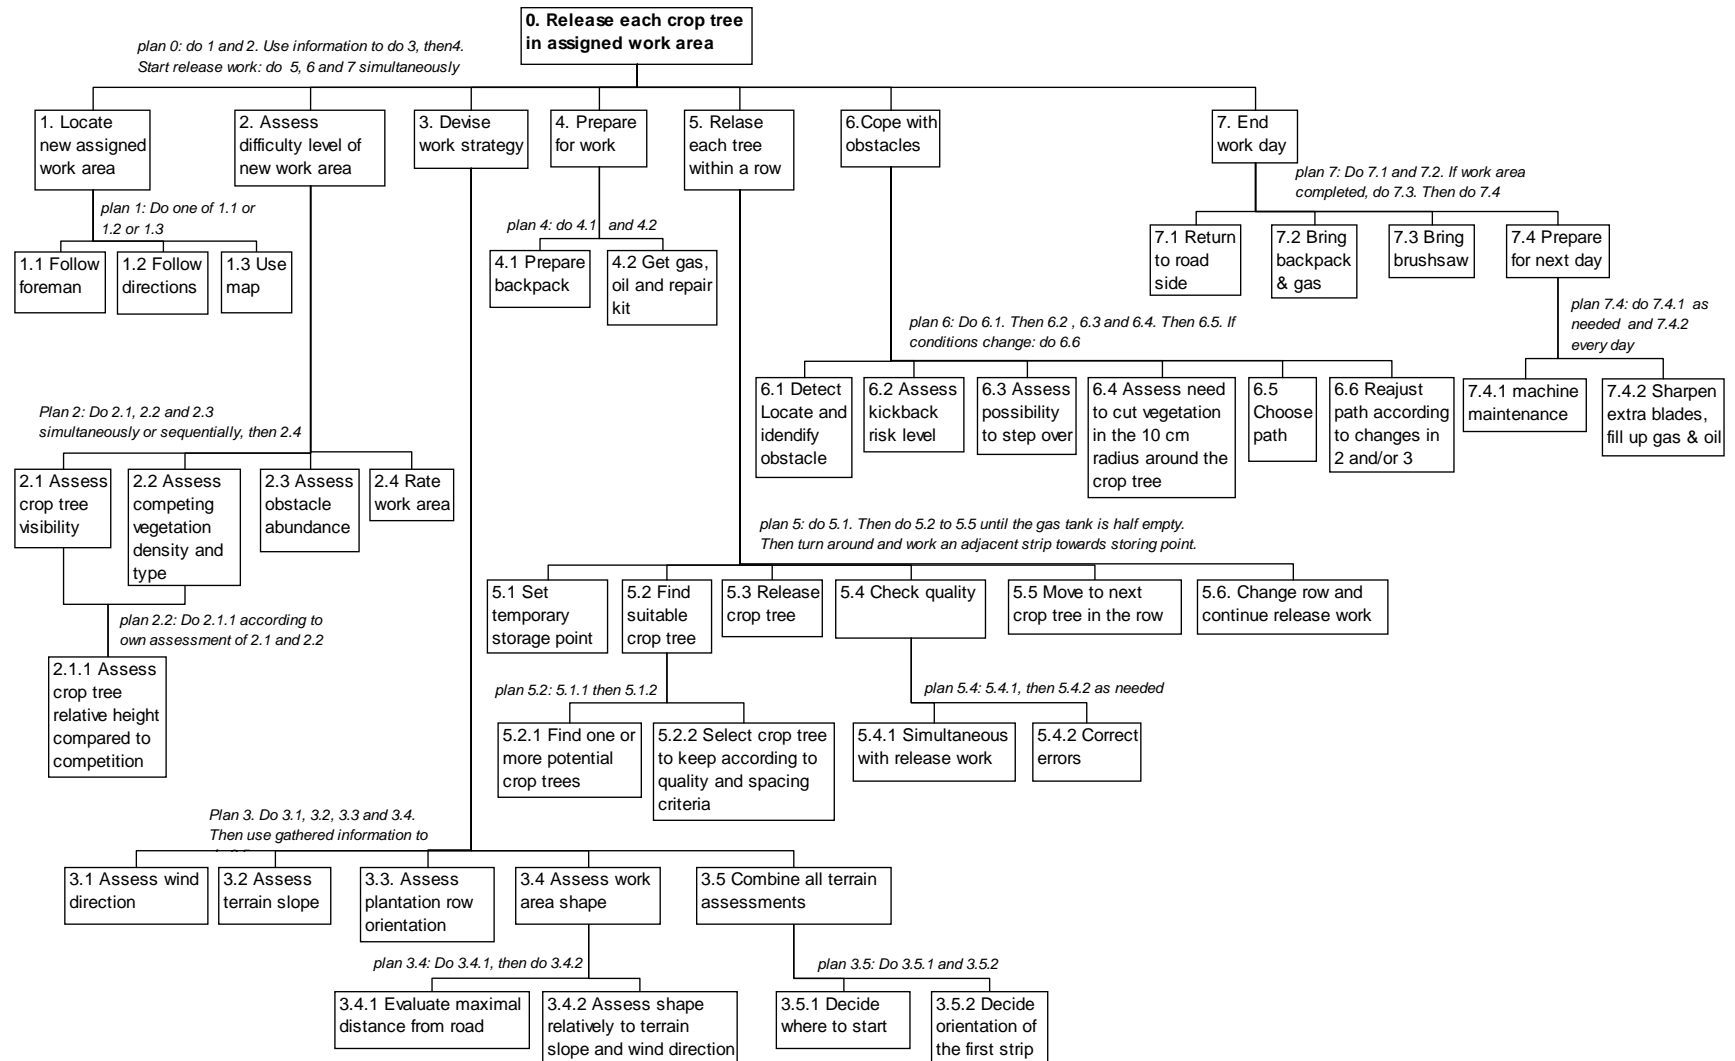 0. Release each crop tree
in assigned work area
plan 0: do 1 and 2. Use information to do 3, then4.
Start release work: do 5, 6 and 7 simultaneously
1. Locate
new assigned
work area
2. Assess
difficulty level of
new work area
3. Devise
work strategy
4. Prepare
for work
5. Relase
each tree
within a row
6.Cope with
obstacles
7. End
work day
plan 1: Do one of 1.1 or
1.2 or 1.3
1.1 Follow
foreman
1.2 Follow
directions
1.3 Use
map
plan 4: do 4.1 and 4.2
4.1 Prepare
backpack
4.2 Get gas,
oil and repair
kit
plan 7: Do 7.1 and 7.2. If work area
completed, do 7.3. Then do 7.4
7.1 Return
to road
side
7.2 Bring
backpack
& gas
7.3 Bring
brushsaw
7.4 Prepare
for next day
plan 7.4: do 7.4.1 as
needed and 7.4.2
every day
7.4.1 machine
maintenance
7.4.2 Sharpen
extra blades,
fill up gas & oil
plan 6: Do 6.1. Then 6.2 , 6.3 and 6.4. Then 6.5. If
conditions change: do 6.6
6.1 Detect
Locate and
idendify
obstacle
6.2 Assess
kickback
risk level
6.3 Assess
possibility
to step over
6.4 Assess need
to cut vegetation
in the 10 cm
radius around the
crop tree
6.5
Choose
path
6.6 Reajust
path according
to changes in
2 and/or 3
Plan 2: Do 2.1, 2.2 and 2.3
simultaneously or sequentially, then 2.4
2.1 Assess
crop tree
visibility
2.2 Assess
competing
vegetation
density and
type
2.3 Assess
obstacle
abundance
2.4 Rate
work area
plan 2.2: Do 2.1.1 according to
own assessment of 2.1 and 2.2
2.1.1 Assess
crop tree
relative height
compared to
competition
plan 5: do 5.1. Then do 5.2 to 5.5 until the gas tank is half empty.
Then turn around and work an adjacent strip towards storing point.
5.1 Set
temporary
storage point
5.2 Find
suitable
crop tree
5.3 Release
crop tree
5.4 Check quality
5.5 Move to next
crop tree in the row
5.6. Change row and
continue release work
plan 5.2: 5.1.1 then 5.1.2
5.2.1 Find one or
more potential
crop trees
5.2.2 Select crop tree
to keep according to
quality and spacing
criteria
plan 5.4: 5.4.1, then 5.4.2 as needed
5.4.1 Simultaneous
with release work
5.4.2 Correct
errors
Plan 3. Do 3.1, 3.2, 3.3 and 3.4.
Then use gathered information to
3.1 Assess wind
direction
3.2 Assess
terrain slope
3.3. Assess
plantation row
orientation
3.4 Assess work
area shape
3.5 Combine all terrain
assessments
plan 3.4: Do 3.4.1, then do 3.4.2
3.4.1 Evaluate maximal
distance from road
3.4.2 Assess shape
relatively to terrain
slope and wind direction
plan 3.5: Do 3.5.1 and 3.5.2
3.5.1 Decide
where to start
3.5.2 Decide
orientation of
the first strip